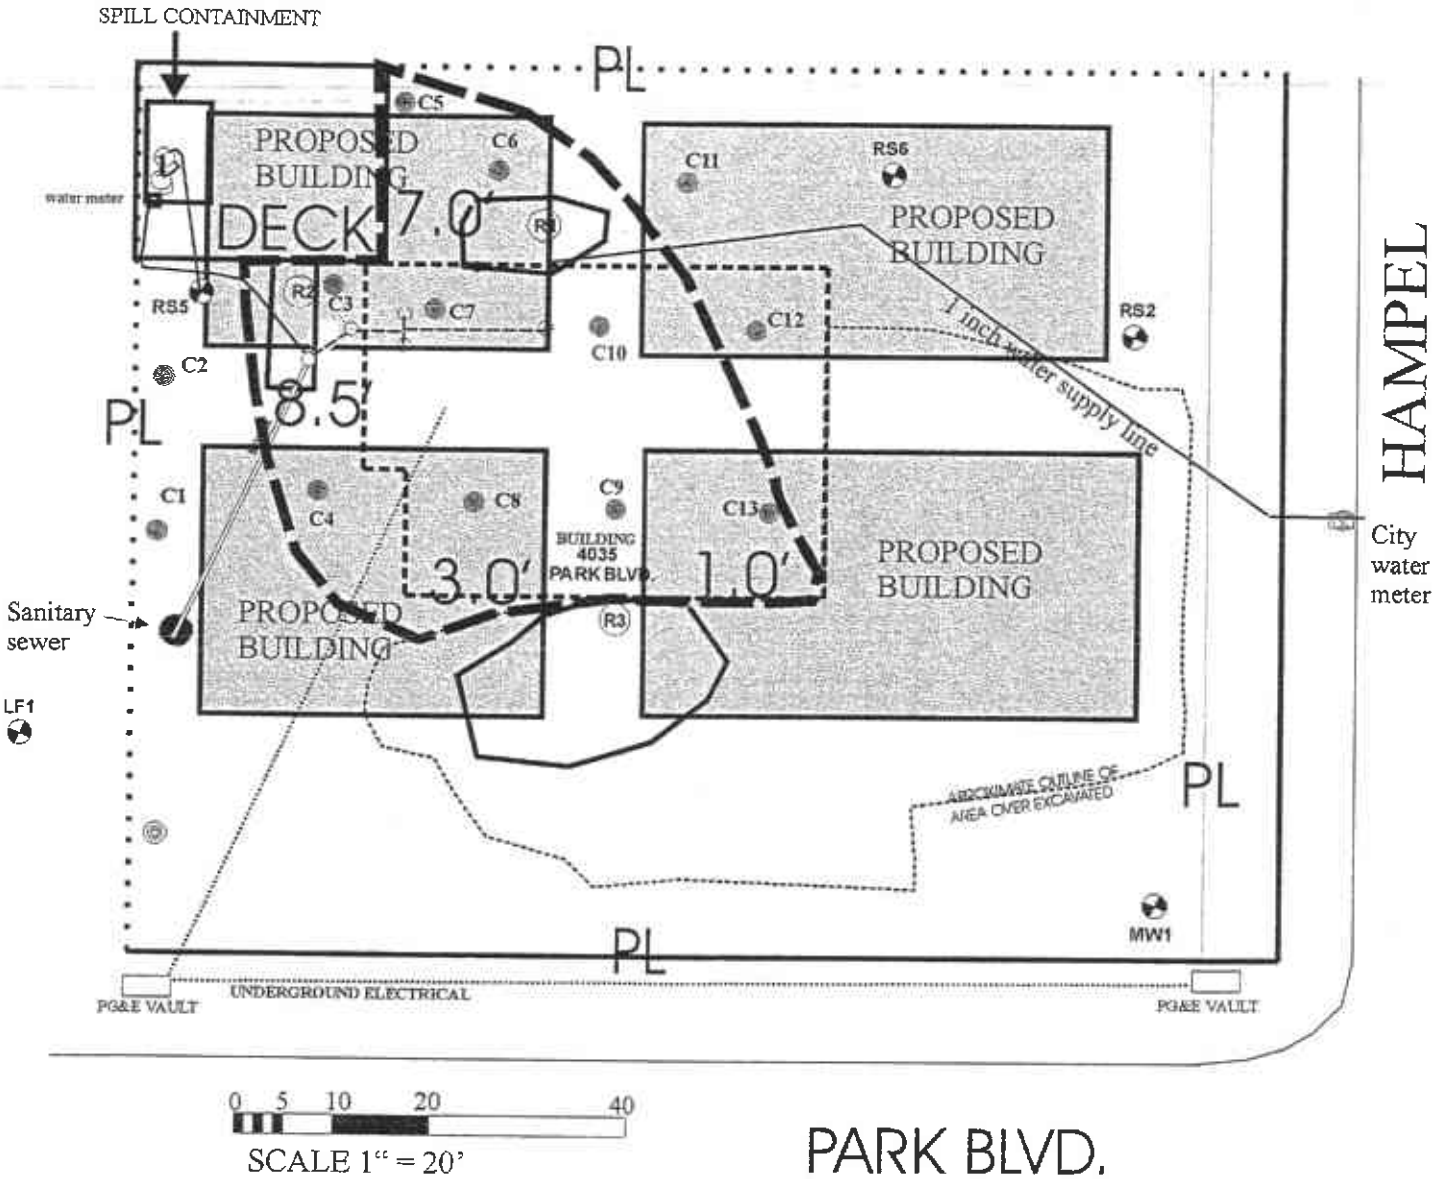 SPILL CONTAINMENT
PL
C5
PROPOSED
BUILDING
C6
C11
RS6
1
water meter
DECK
7.0'
R1
PROPOSED
BUILDING
HAMPEL
RS5
R2
C3
C7
C10
C12
RS2
1 inch water supply line
C2
PL
8.5'
C1
C4
C8
C9
C13
BUILDING
4035
PARK BLVD.
3.0'
1.0'
PROPOSED
BUILDING
City
water
meter
Sanitary
sewer
PROPOSED
BUILDING
R3
LF1
APROXIMATE OUTLINE OF
AREA OVER EXCAVATED
PL
MW1
PL
PG&E VAULT
UNDERGROUND ELECTRICAL
PG&E VAULT
0 5 10 20 40
SCALE 1“ = 20’
PARK BLVD.